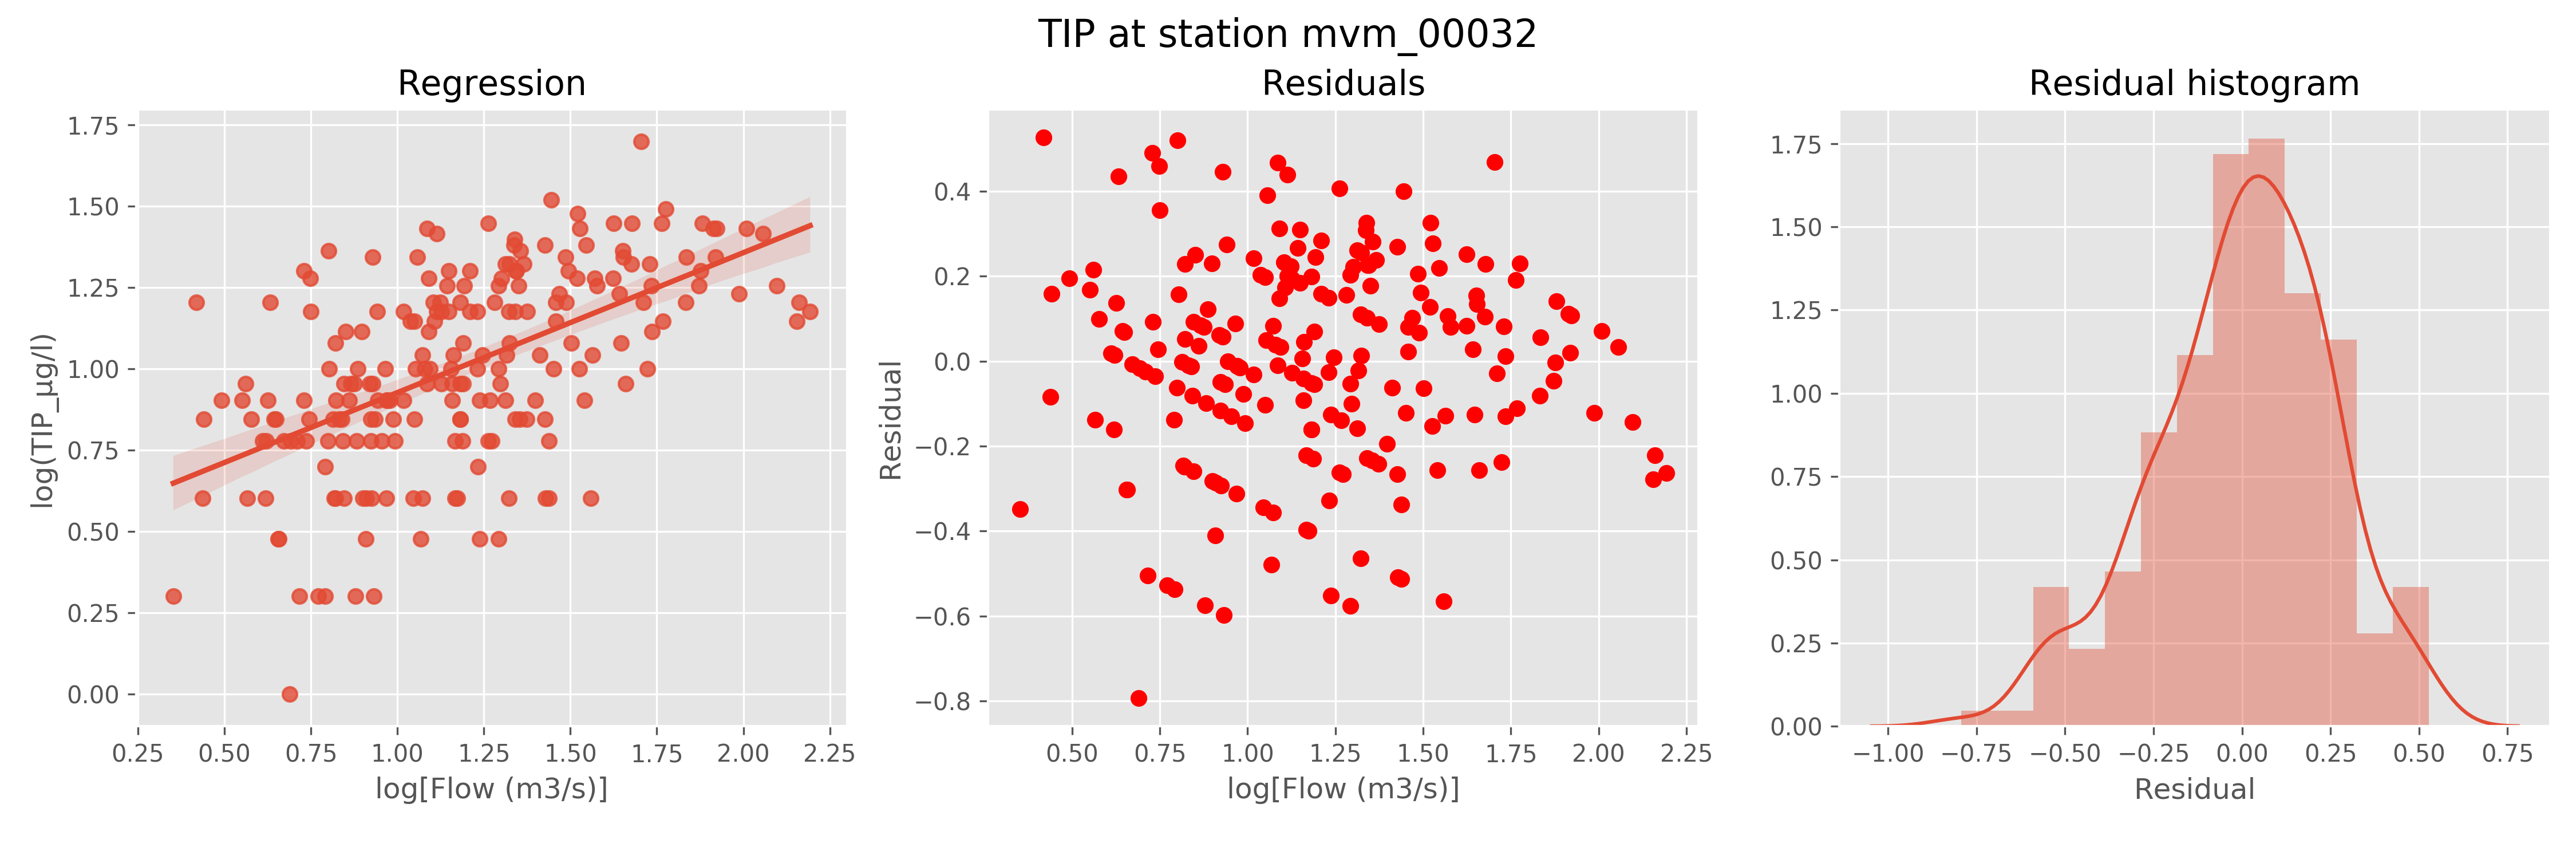 TIP at station mvm_00032
Regression
1.75
1.50
1.25
1.00
0.75
0.50
0.25
0.00
log(TIP_µg/l)
0.25 0.50 0.75 1.00 1.25 1.50 1.75 2.00 2.25
log[Flow (m3/s)]
Residuals
0.4
0.2
0.0
−0.2
−0.4
−0.6
−0.8
Residual
0.50 0.75 1.00 1.25 1.50 1.75 2.00 2.25
log[Flow (m3/s)]
Residual histogram
1.75
1.50
1.25
1.00
0.75
0.50
0.25
0.00
−1.00 −0.75 −0.50 −0.25 0.00 0.25 0.50 0.75
Residual